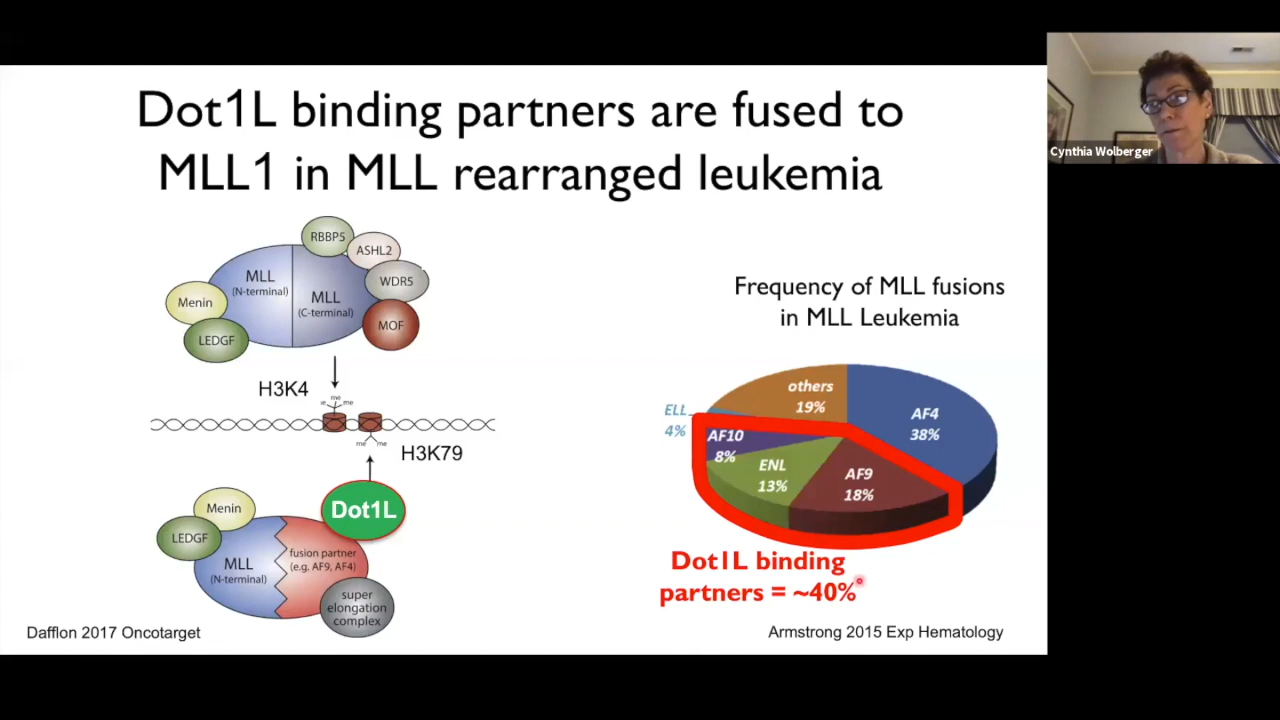 Dot1L binding partners are fused to
MLL1 in MLL rearranged leukemia
Cynthia Wolberger
RBBP5
ASHL2
MLL
(N-terminal)
WDR5
MLL
(C-terminal)
Menin
MOF
LEDGF
H3K4
me
me
H3K79
me
me
Menin
Dot1L
LEDGF
MLL
(N-terminal)
fusion partner
(e.g. AF9, AF4)
super
elongation
complex
Dafflon 2017 Oncotarget
Frequency of MLL fusions
in MLL Leukemia
others
19%
AF4
38%
ELL
4%
AF10
8%
ENL
13%
AF9
18%
Dot1L binding
partners = ~40%
Armstrong 2015 Exp Hematology